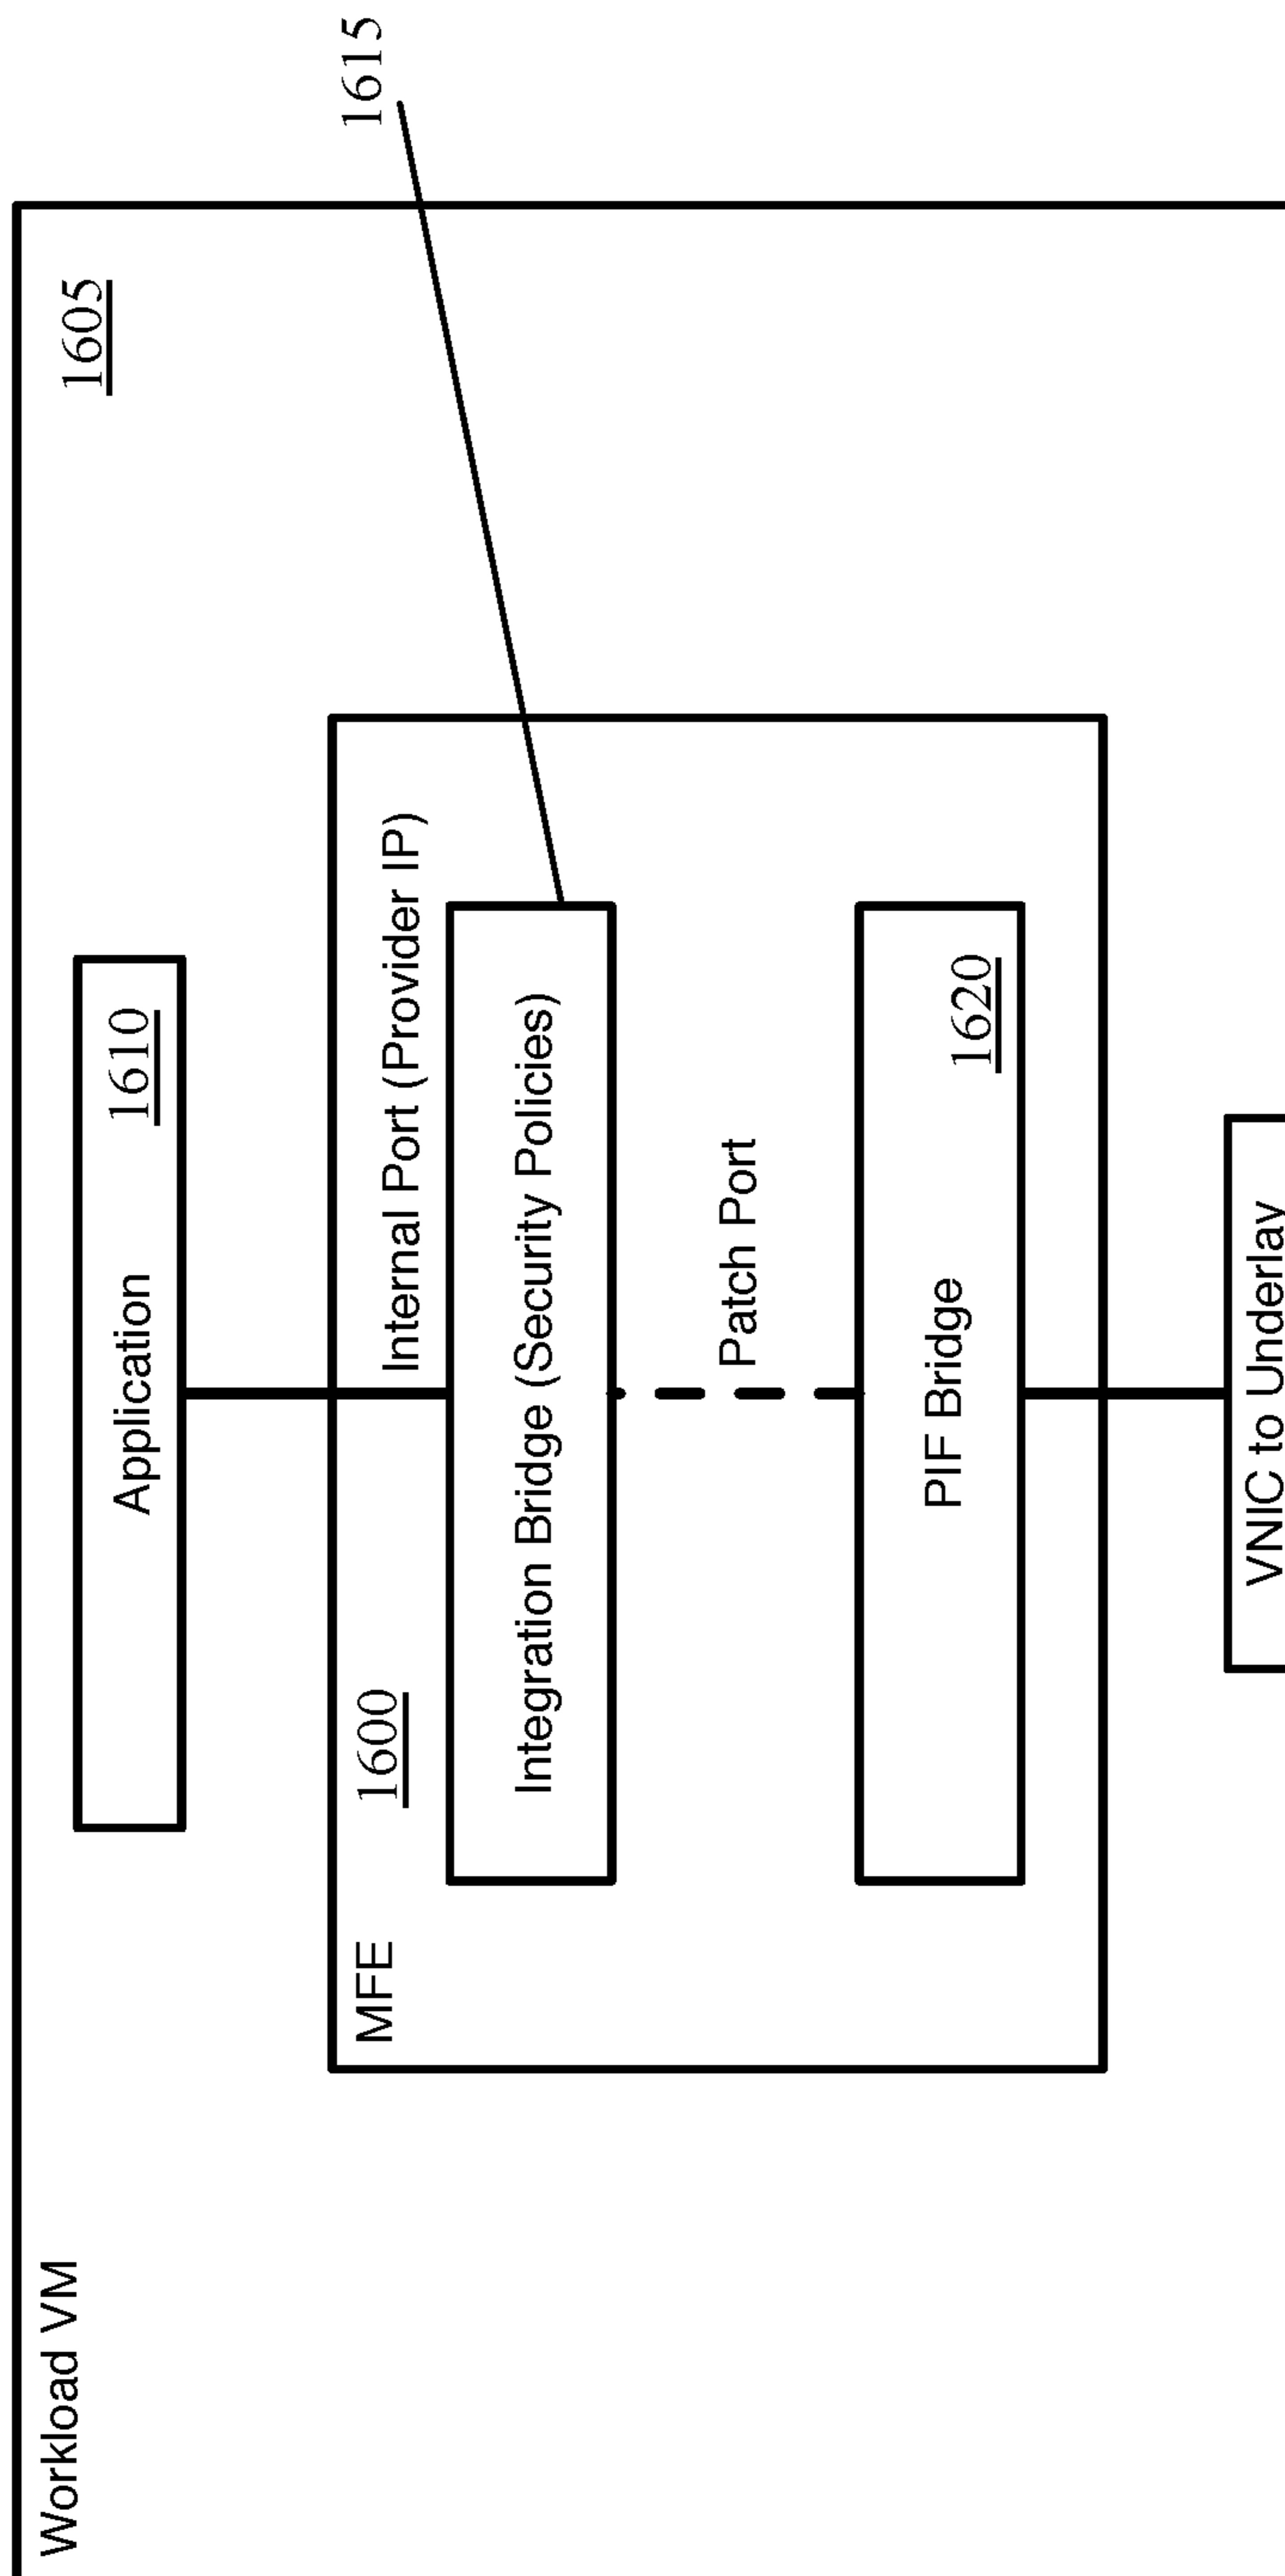 Workload VM
1605
Application
1610
MFE
1600
Internal Port (Provider IP)
1615
Integration Bridge (Security Policies)
Patch Port
PIF Bridge
1620
VNIC to Underlay